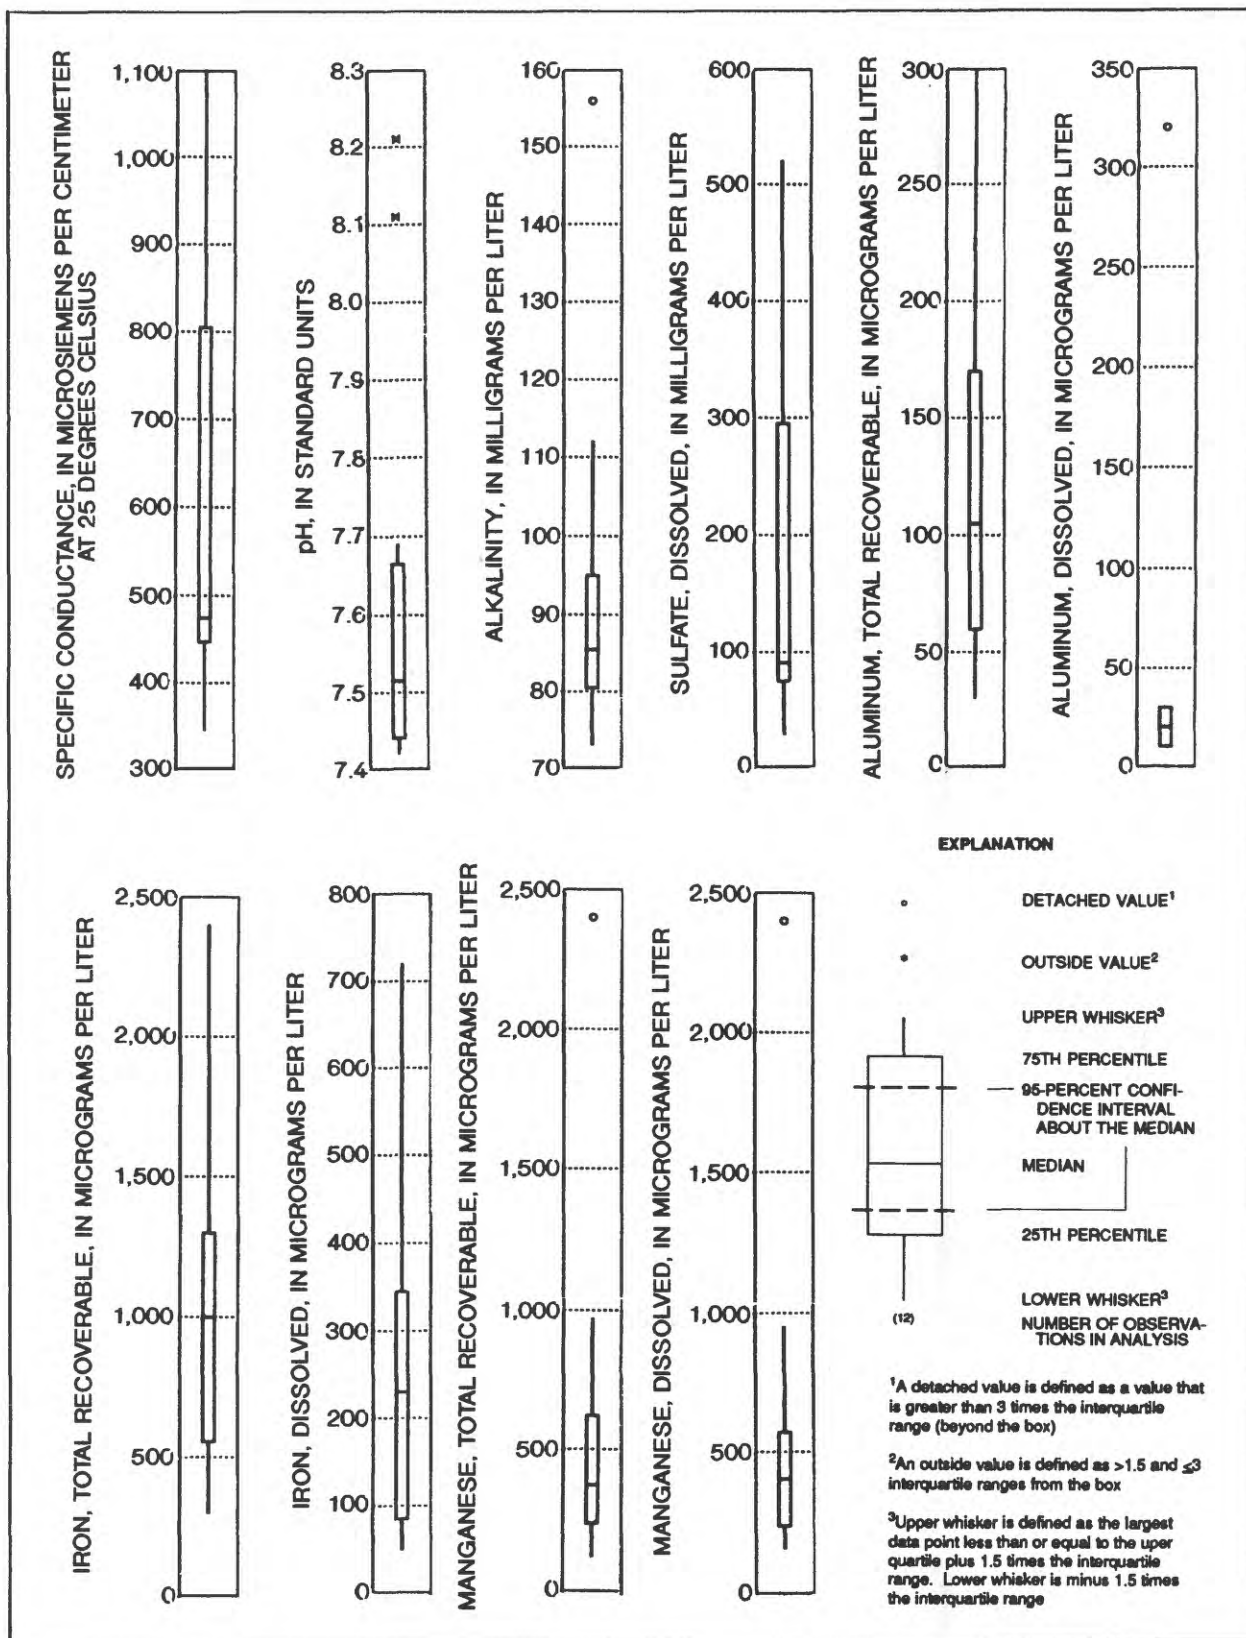 SPECIFIC CONDUCTANCE, IN MICROSIEMENS PER CENTIMETER
AT 25 DEGREES CELSIUS
1,100
1,000
900
800
700
600
500
400
300
pH, IN STANDARD UNITS
8.3
8.2
8.1
8.0
7.9
7.8
7.7
7.6
7.5
7.4
ALKALINITY, IN MILLIGRAMS PER LITER
160
150
140
130
120
110
100
90
80
70
SULFATE, DISSOLVED, IN MILLIGRAMS PER LITER
600
500
400
300
200
100
0
ALUMINUM, TOTAL RECOVERABLE, IN MICROGRAMS PER LITER
300
250
200
150
100
50
0
ALUMINUM, DISSOLVED, IN MICROGRAMS PER LITER
350
300
250
200
150
100
50
0
IRON, TOTAL RECOVERABLE, IN MICROGRAMS PER LITER
2,500
2,000
1,500
1,000
500
0
IRON, DISSOLVED, IN MICROGRAMS PER LITER
800
700
600
500
400
300
200
100
0
MANGANESE, TOTAL RECOVERABLE, IN MICROGRAMS PER LITER
2,500
2,000
1,500
1,000
500
0
MANGANESE, DISSOLVED, IN MICROGRAMS PER LITER
2,500
2,000
1,500
1,000
500
0
EXPLANATION
DETACHED VALUE¹
OUTSIDE VALUE²
UPPER WHISKER³
75TH PERCENTILE
95-PERCENT CONFI-
DENCE INTERVAL
ABOUT THE MEDIAN
MEDIAN
25TH PERCENTILE
LOWER WHISKER³
(12) NUMBER OF OBSERVA-
TIONS IN ANALYSIS
¹A detached value is defined as a value that
is greater than 3 times the interquartile
range (beyond the box)
²An outside value is defined as >1.5 and ≤3
interquartile ranges from the box
³Upper whisker is defined as the largest
data point less than or equal to the uper
quartile plus 1.5 times the interquartile
range. Lower whisker is minus 1.5 times
the interquartile range